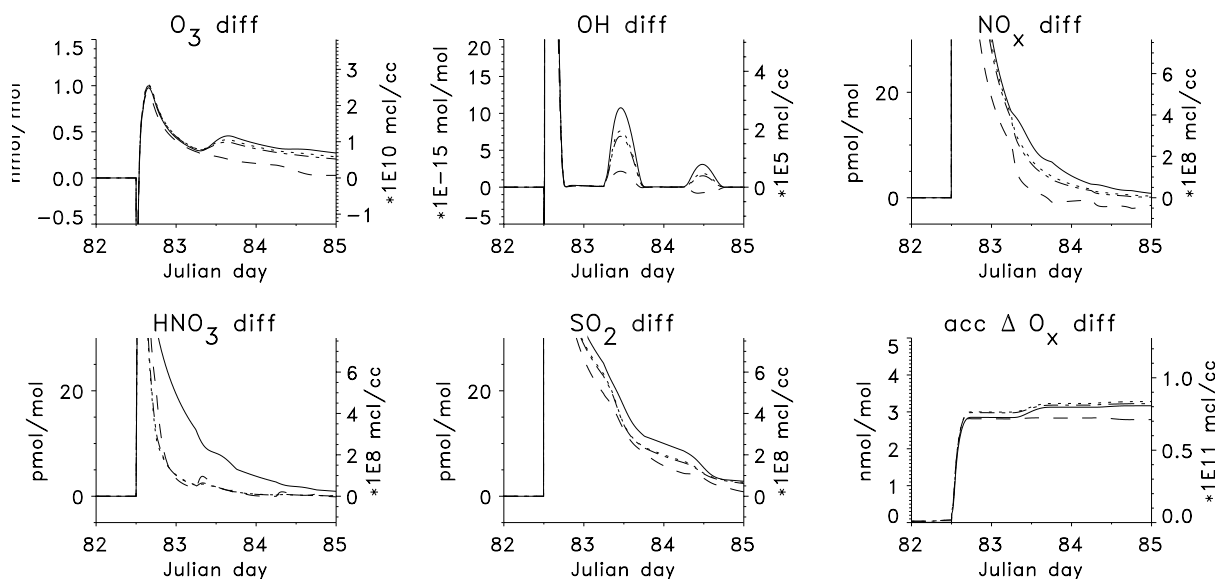 O3 diff
1.5
1.0
0.5
0.0
−0.5
nmol/mol
3
2
1
0
−1
*1E10 mcl/cc
82 83 84 85
Julian day
OH diff
20
15
10
5
0
−5
*1E−15 mol/mol
4
2
0
*1E5 mcl/cc
82 83 84 85
Julian day
NOx diff
20
0
pmol/mol
6
4
2
0
*1E8 mcl/cc
82 83 84 85
Julian day
HNO3 diff
20
0
pmol/mol
6
4
2
0
*1E8 mcl/cc
82 83 84 85
Julian day
SO2 diff
20
0
pmol/mol
6
4
2
0
*1E8 mcl/cc
82 83 84 85
Julian day
acc Δ Ox diff
5
4
3
2
1
0
nmol/mol
1.0
0.5
0.0
*1E11 mcl/cc
82 83 84 85
Julian day